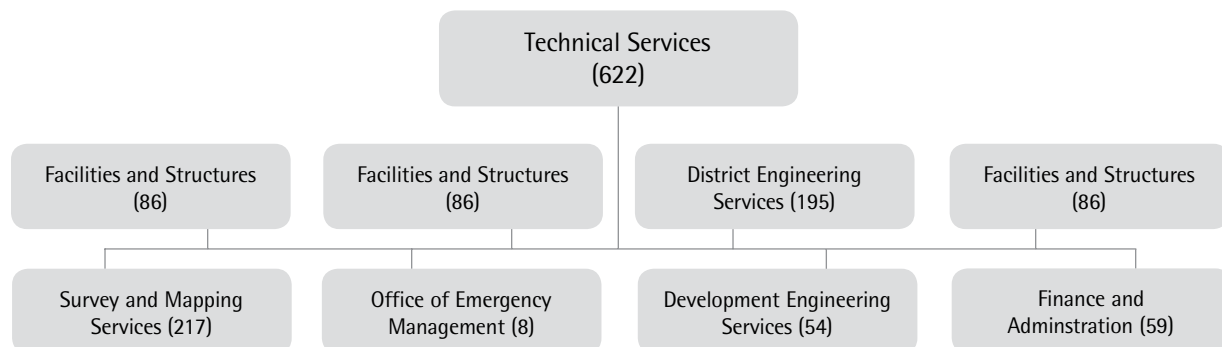 Technical Services
(622)
Facilities and Structures
(86)
Facilities and Structures
(86)
District Engineering
Services (195)
Facilities and Structures
(86)
Survey and Mapping
Services (217)
Office of Emergency
Management (8)
Development Engineering
Services (54)
Finance and
Adminstration (59)